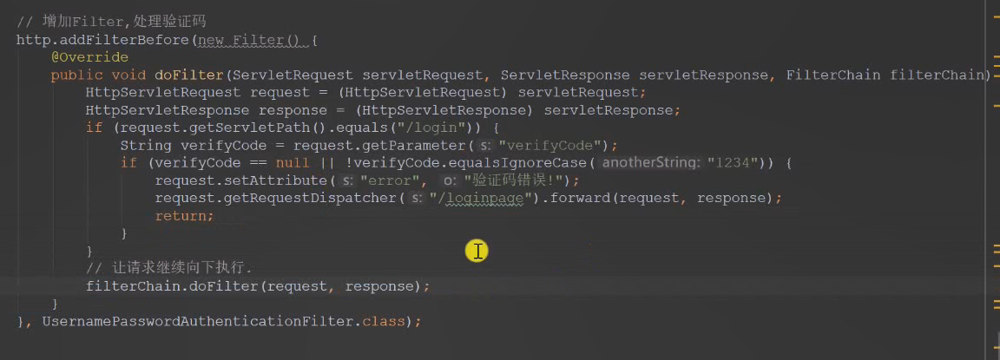 // 增加Filter,处理验证码
http.addFilterBefore(new Filter() {
@Override
public void doFilter(ServletRequest servletRequest, ServletResponse servletResponse, FilterChain filterChain)
HttpServletRequest request = (HttpServletRequest) servletRequest;
HttpServletResponse response = (HttpServletResponse) servletResponse;
if (request.getServletPath().equals("/login")) {
String verifyCode = request.getParameter( s: "verifyCode");
if (verifyCode == null || !verifyCode.equalsIgnoreCase( anotherString: "1234")) {
request.setAttribute( s: "error", o: "验证码错误!");
request.getRequestDispatcher( s: "/loginpage").forward(request, response);
return;
}
}
// 让请求继续向下执行.
filterChain.doFilter(request, response);
}
}, UsernamePasswordAuthenticationFilter.class);